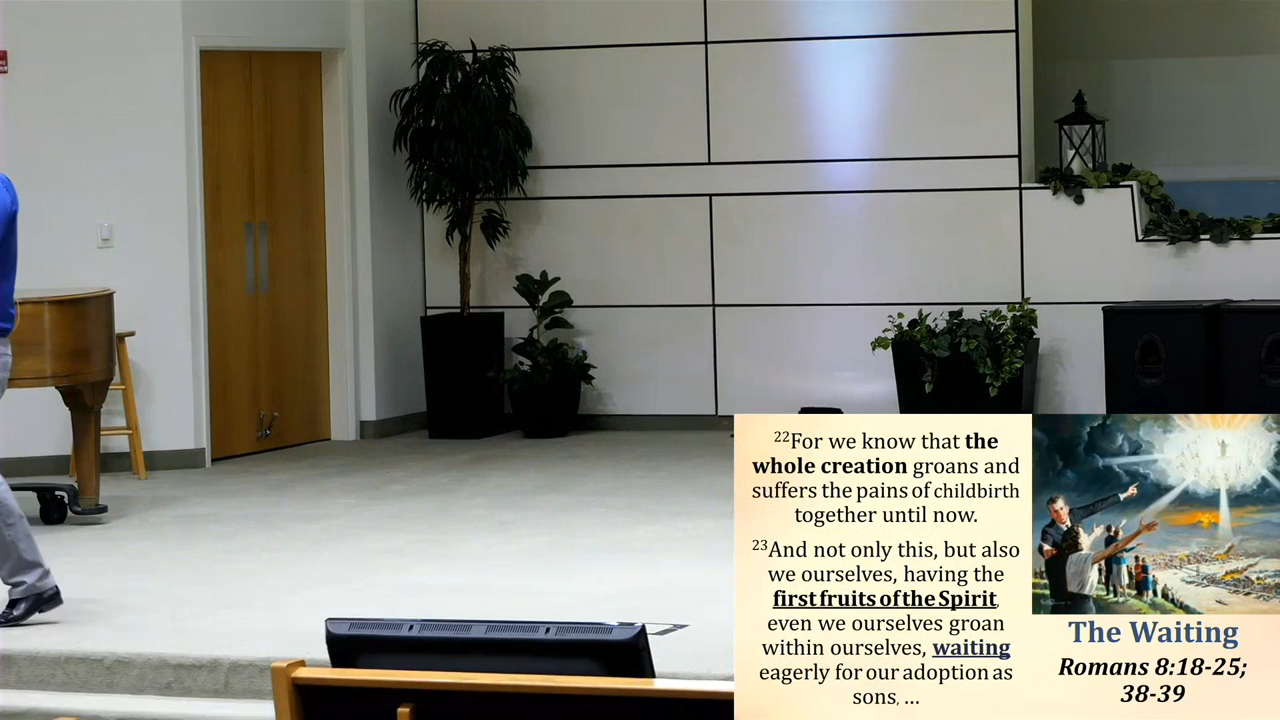 ²²For we know that the
whole creation groans and
suffers the pains of childbirth
together until now.
²³And not only this, but also
we ourselves, having the
first fruits of the Spirit,
even we ourselves groan
within ourselves, waiting
eagerly for our adoption as
sons, ...
The Waiting
Romans 8:18-25;
38-39